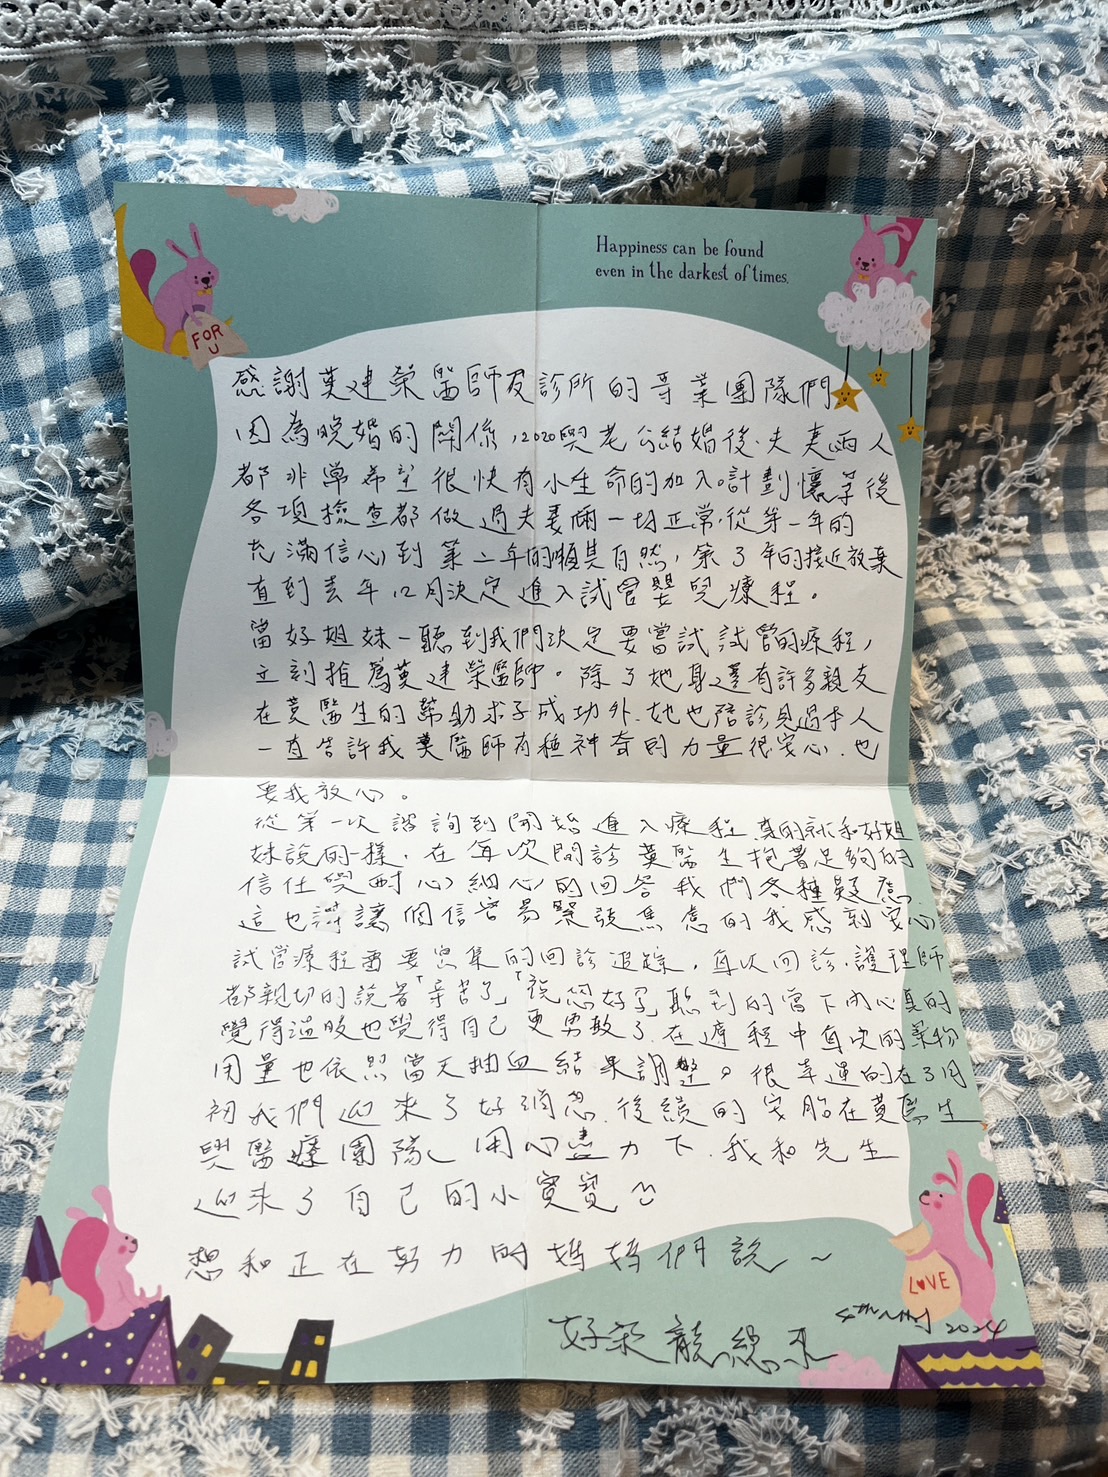 Happiness can be found
even in the darkest of times.
FOR
U
感謝黃建榮醫師及診所的專業團隊們
因為晚婚的關係，2020與老公結婚後，夫妻兩人
都非常希望很快有小生命的加入。計劃懷孕後
各項檢查都做過夫妻倆一切正常，從第一年的
充滿信心到第二年的順其自然，第3年的接近放棄
直到去年12月決定進入試管嬰兒療程。
當好姐妹一聽到我們決定要嘗試試管的療程，
立刻推薦黃建榮醫師。除了她身邊有許多親友
在黃醫生的幫助求子成功外，她也陪診見過本人
一直告訴我黃醫師有種神奇的力量很安心，也
要我放心。
從第一次諮詢到開始進入療程，真的就和好姐
妹說的一樣，在每次問診黃醫生抱著足夠的
信任與耐心細心的回答我們各種疑慮
這也讓個信容易緊張焦慮的我感到安心
試管療程需要密集的回診追蹤，每次回診，護理師
都親切的說著「辛苦了」「祝您好孕」聽到的當下內心真的
覺得溫暖也覺得自己更勇敢了，在療程中每次的藥物
用量也依照當天抽血結果調整。很幸運的在3月
初我們迎來了好消息，後續的安胎在黃醫生
與醫療團隊用心盡力下，我和先生
迎來了自己的小寶寶
想和正在努力的媽媽們說～
好孕龍總來
4th May 2024
LOVE